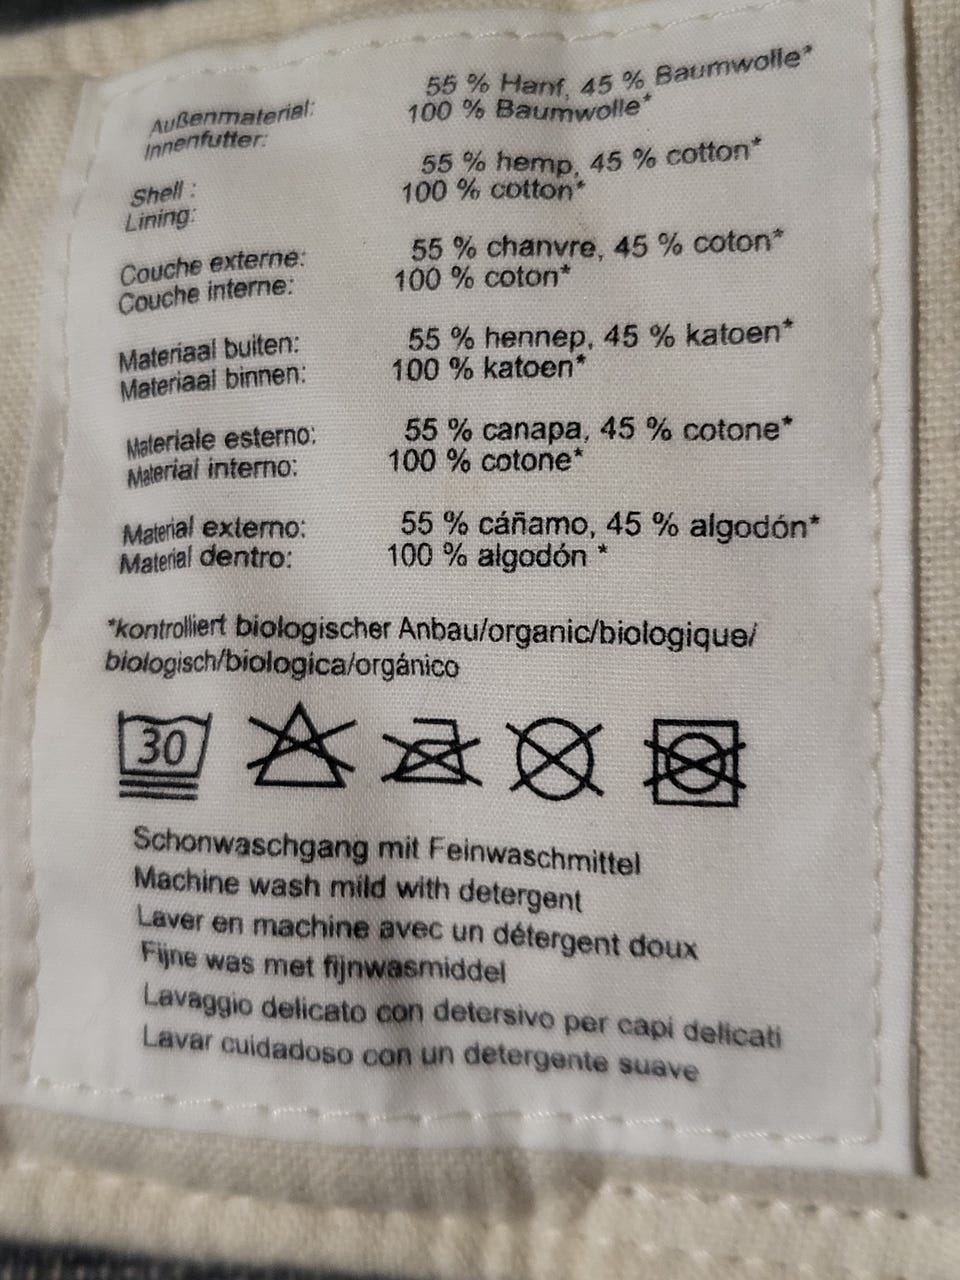 Außenmaterial: 55 % Hanf, 45 % Baumwolle*
Innenfutter: 100 % Baumwolle*
Shell : 55 % hemp, 45 % cotton*
Lining: 100 % cotton*
Couche externe: 55 % chanvre, 45 % coton*
Couche interne: 100 % coton*
Materiaal buiten: 55 % hennep, 45 % katoen*
Materiaal binnen: 100 % katoen*
Materiale esterno: 55 % canapa, 45 % cotone*
Material interno: 100 % cotone*
Material externo: 55 % cáñamo, 45 % algodón*
Material dentro: 100 % algodón *
*kontrolliert biologischer Anbau/organic/biologique/
biologisch/biologica/orgánico
30
Schonwaschgang mit Feinwaschmittel
Machine wash mild with detergent
Laver en machine avec un détergent doux
Fijne was met fijnwasmiddel
Lavaggio delicato con detersivo per capi delicati
Lavar cuidadoso con un detergente suave